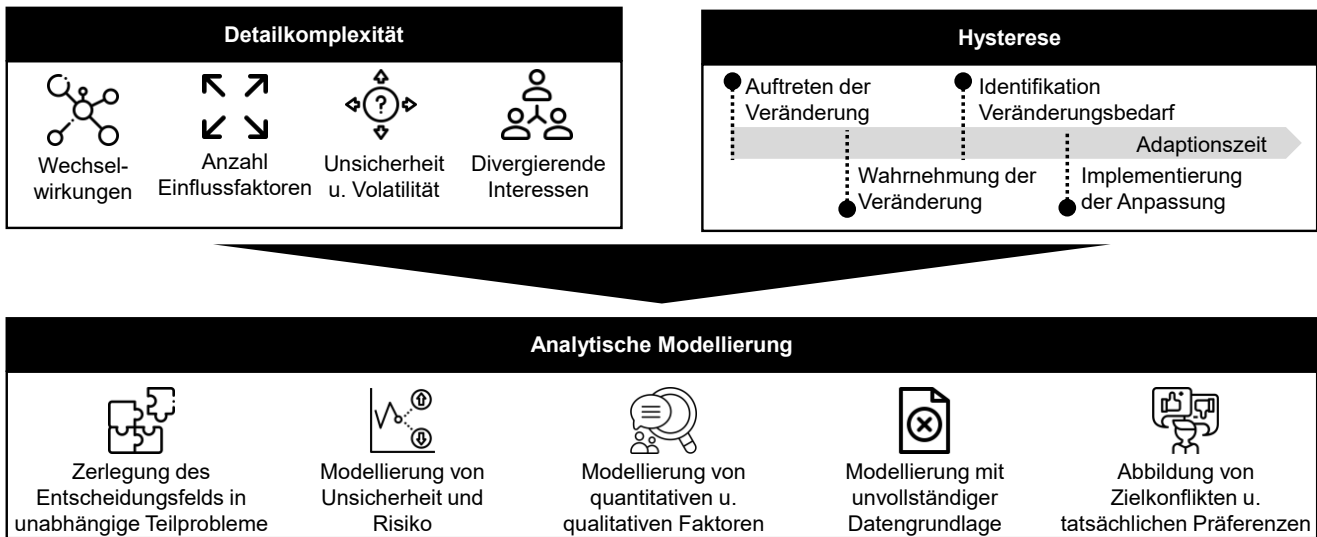 Detailkomplexität
Wechsel-
wirkungen
Anzahl
Einflussfaktoren
?
Unsicherheit
u. Volatilität
Divergierende
Interessen
Hysterese
Auftreten der
Veränderung
Identifikation
Veränderungsbedarf
Adaptionszeit
Wahrnehmung der
Veränderung
Implementierung
der Anpassung
Analytische Modellierung
Zerlegung des
Entscheidungsfelds in
unabhängige Teilprobleme
Modellierung von
Unsicherheit und
Risiko
Modellierung von
quantitativen u.
qualitativen Faktoren
Modellierung mit
unvollständiger
Datengrundlage
Abbildung von
Zielkonflikten u.
tatsächlichen Präferenzen